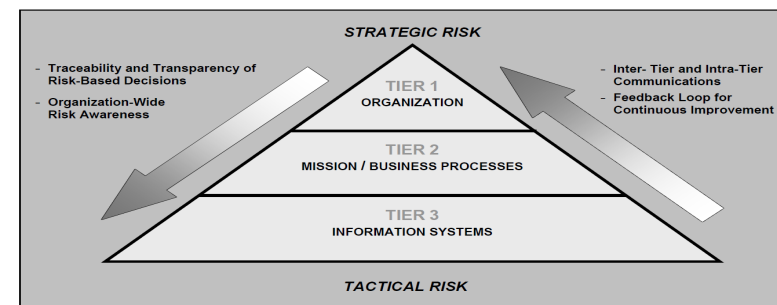 STRATEGIC RISK
- Traceability and Transparency of
Risk-Based Decisions
- Organization-Wide
Risk Awareness
- Inter- Tier and Intra-Tier
Communications
- Feedback Loop for
Continuous Improvement
TIER 1
ORGANIZATION
TIER 2
MISSION / BUSINESS PROCESSES
TIER 3
INFORMATION SYSTEMS
TACTICAL RISK